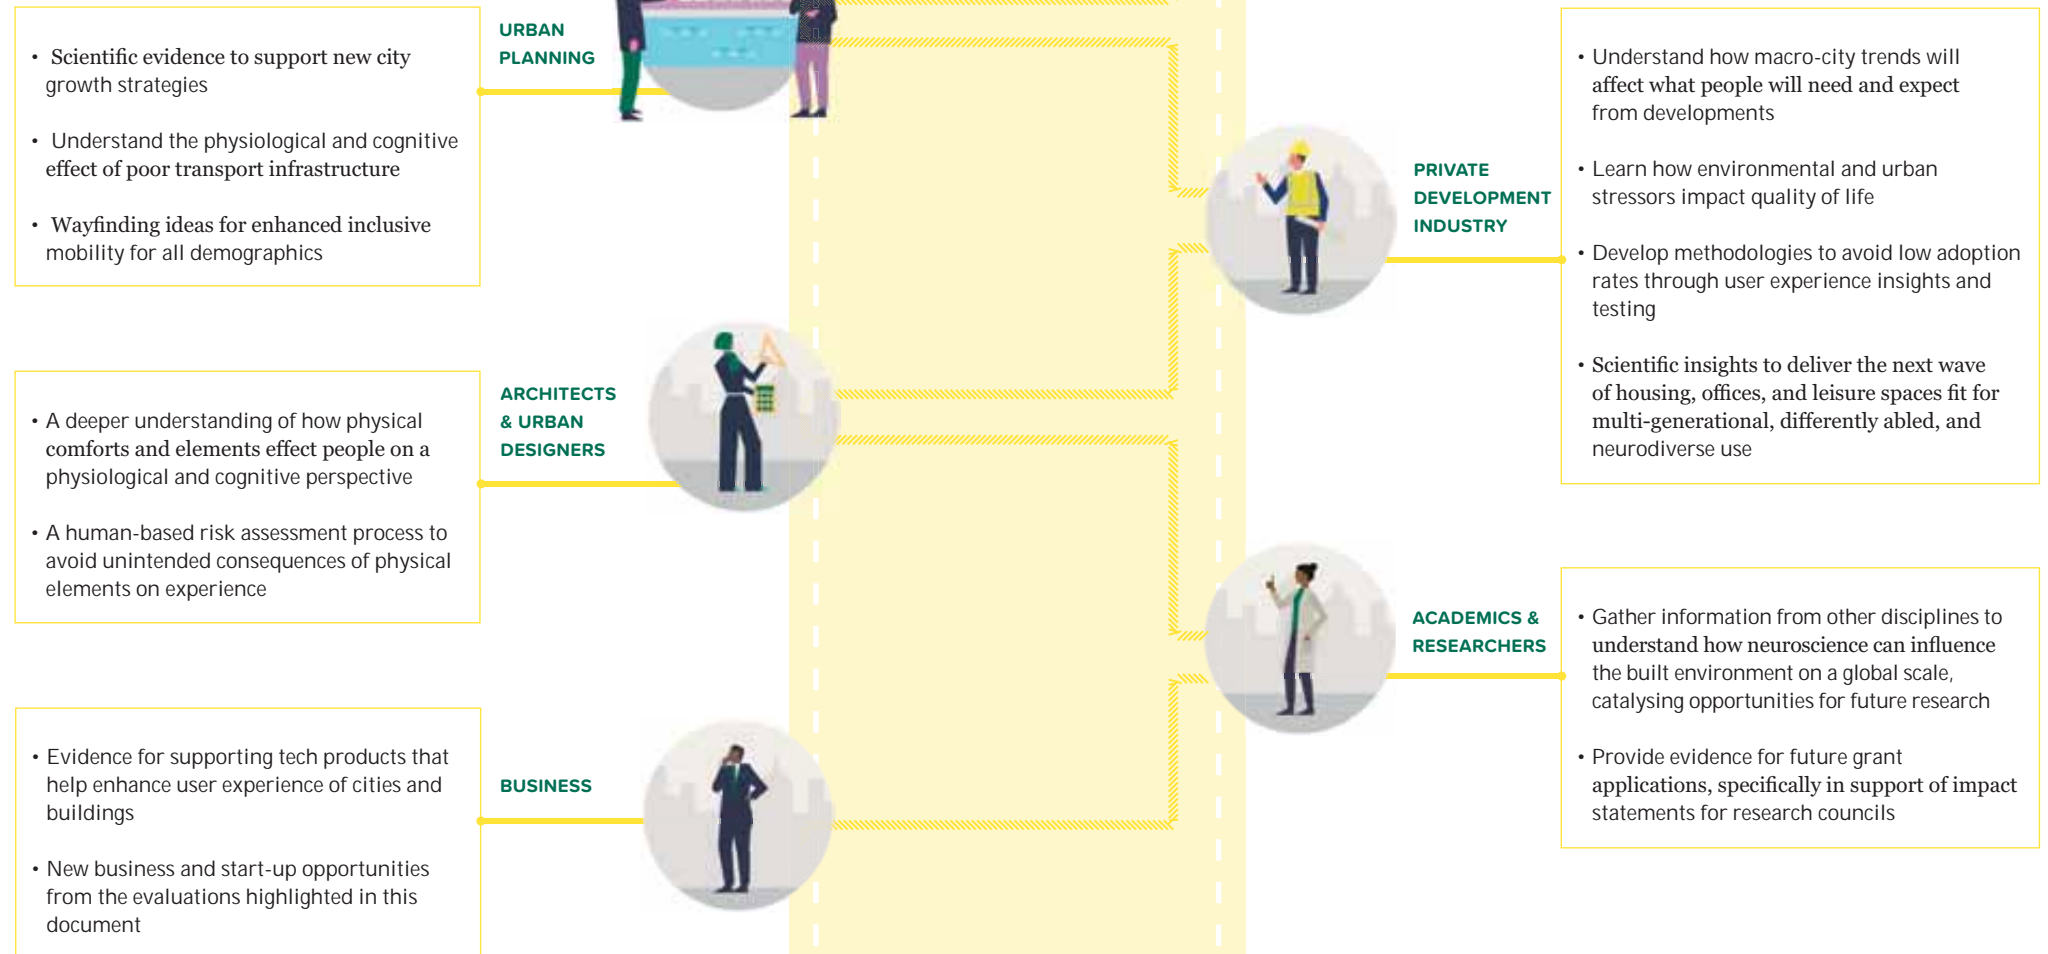 URBAN
PLANNING
• Scientific evidence to support new city
growth strategies
• Understand the physiological and cognitive
effect of poor transport infrastructure
• Wayfinding ideas for enhanced inclusive
mobility for all demographics
PRIVATE
DEVELOPMENT
INDUSTRY
• Understand how macro-city trends will
affect what people will need and expect
from developments
• Learn how environmental and urban
stressors impact quality of life
• Develop methodologies to avoid low adoption
rates through user experience insights and
testing
• Scientific insights to deliver the next wave
of housing, offices, and leisure spaces fit for
multi-generational, differently abled, and
neurodiverse use
ARCHITECTS
& URBAN
DESIGNERS
• A deeper understanding of how physical
comforts and elements effect people on a
physiological and cognitive perspective
• A human-based risk assessment process to
avoid unintended consequences of physical
elements on experience
ACADEMICS &
RESEARCHERS
• Gather information from other disciplines to
understand how neuroscience can influence
the built environment on a global scale,
catalysing opportunities for future research
• Provide evidence for future grant
applications, specifically in support of impact
statements for research councils
BUSINESS
• Evidence for supporting tech products that
help enhance user experience of cities and
buildings
• New business and start-up opportunities
from the evaluations highlighted in this
document